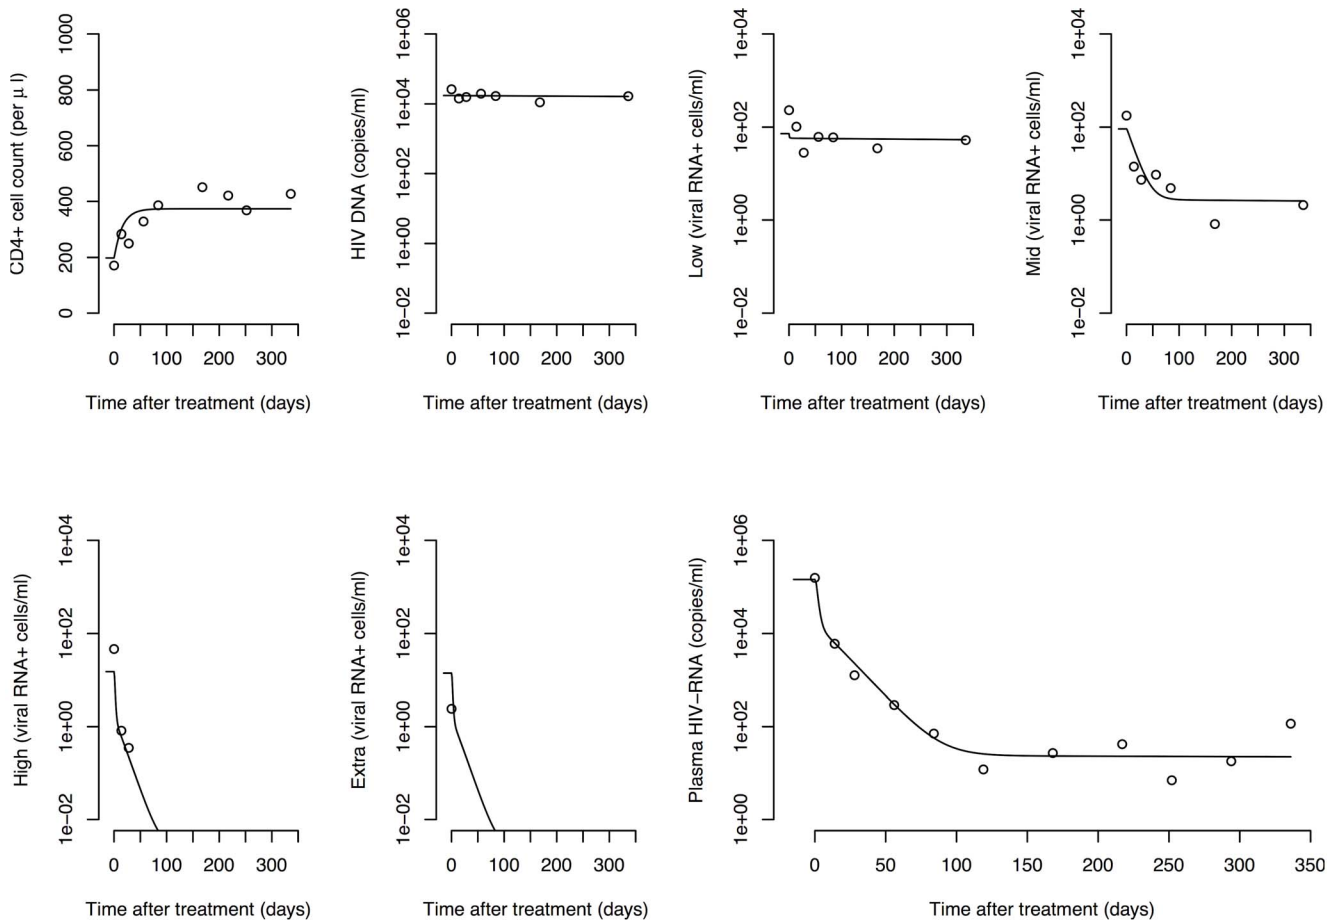 CD4+ cell count (per μ l)
0 200 400 600 800 1000
0 100 200 300
Time after treatment (days)
HIV DNA (copies/ml)
1e−02 1e+00 1e+02 1e+04 1e+06
0 100 200 300
Time after treatment (days)
Low (viral RNA+ cells/ml)
1e−02 1e+00 1e+02 1e+04
0 100 200 300
Time after treatment (days)
Mid (viral RNA+ cells/ml)
1e−02 1e+00 1e+02 1e+04
0 100 200 300
Time after treatment (days)
High (viral RNA+ cells/ml)
1e−02 1e+00 1e+02 1e+04
0 100 200 300
Time after treatment (days)
Extra (viral RNA+ cells/ml)
1e−02 1e+00 1e+02 1e+04
0 100 200 300
Time after treatment (days)
Plasma HIV−RNA (copies/ml)
1e+00 1e+02 1e+04 1e+06
0 50 100 150 200 250 300 350
Time after treatment (days)